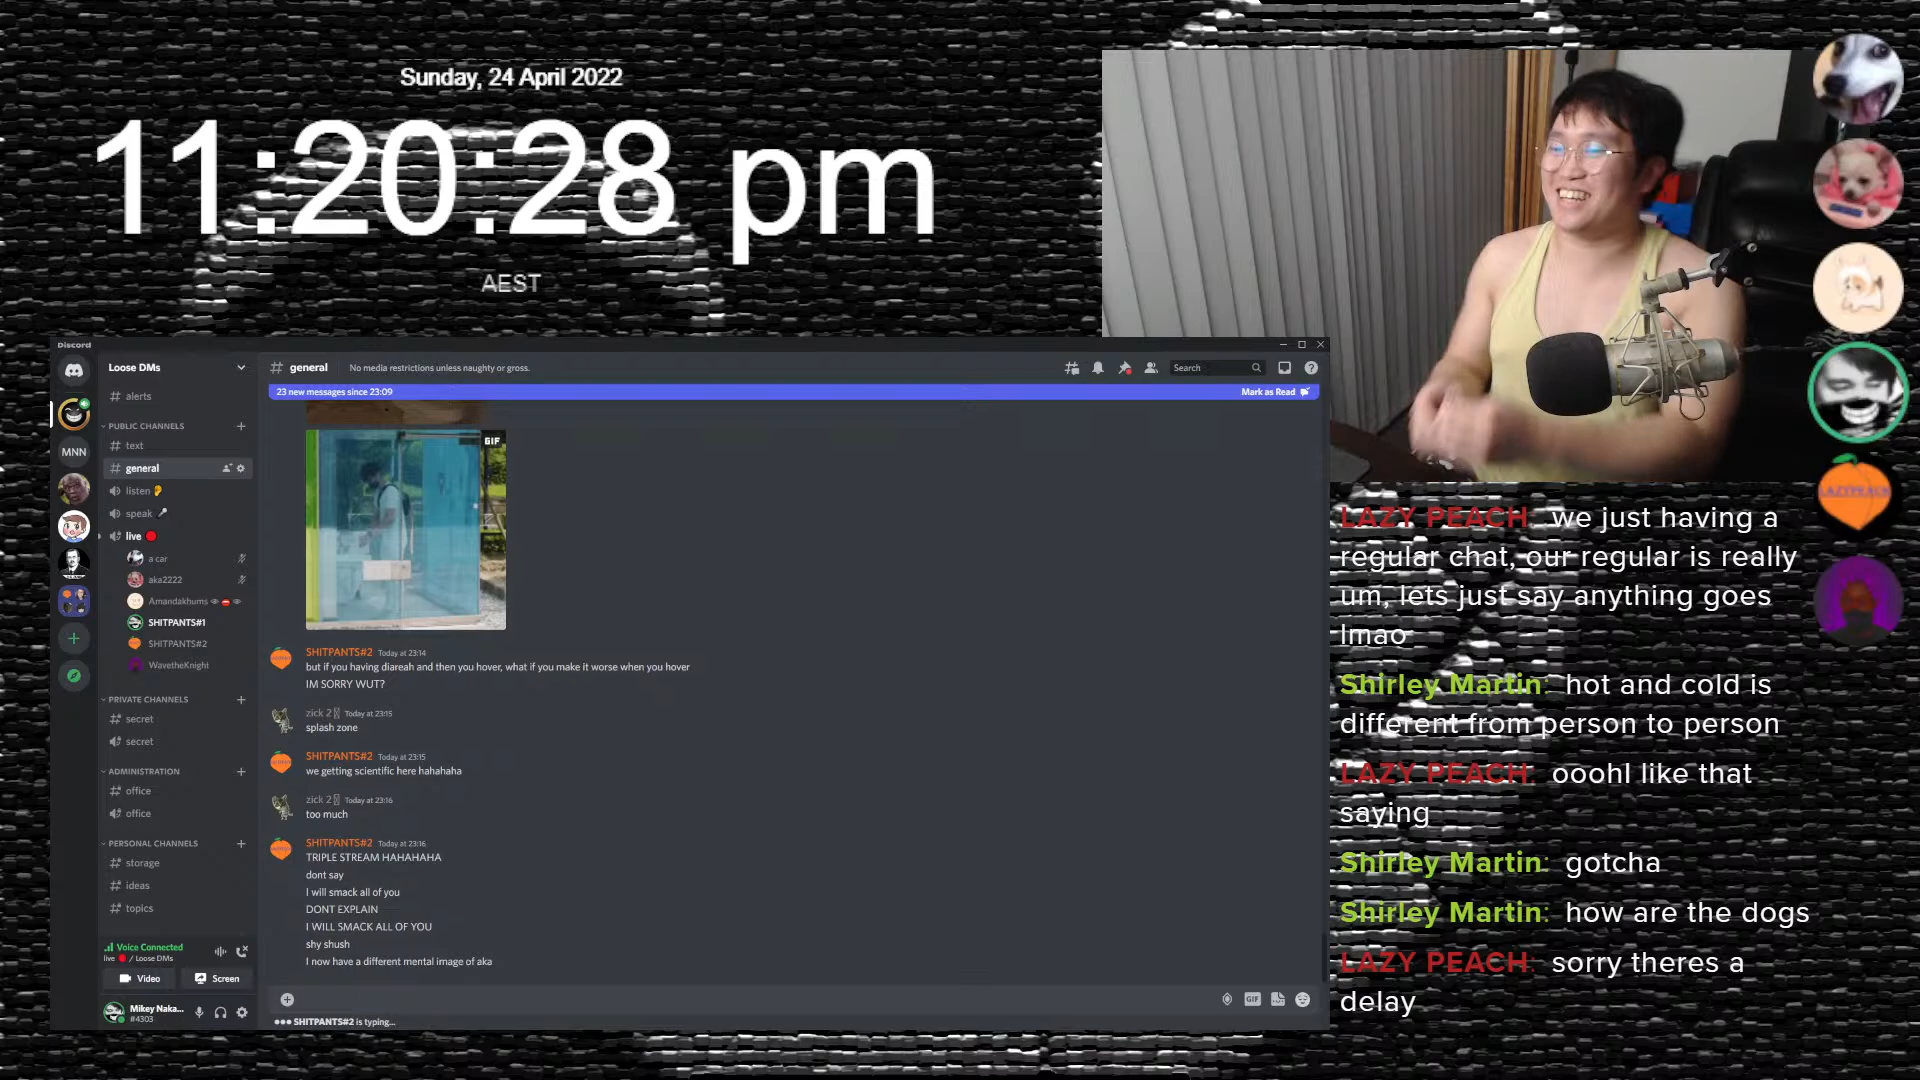 Sunday, 24 April 2022
11:20:28 pm
AEST
Discord
Loose DMs
general
No media restrictions unless naughty or gross.
Search
23 new messages since 23:09
Mark as Read
alerts
PUBLIC CHANNELS
text
general
listen
speak
live
a car
aka2222
Amandakhums
SHITPANTS#1
SHITPANTS#2
WavetheKnight
PRIVATE CHANNELS
secret
secret
ADMINISTRATION
office
office
PERSONAL CHANNELS
storage
ideas
topics
Voice Connected
live / Loose DMs
Video
Screen
Mikey Naka...
#4303
MNN
GIF
SHITPANTS#2 Today at 23:14
but if you having diareah and then you hover, what if you make it worse when you hover
IM SORRY WUT?
zick 2 Today at 23:15
splash zone
SHITPANTS#2 Today at 23:15
we getting scientific here hahahaha
zick 2 Today at 23:16
too much
SHITPANTS#2 Today at 23:16
TRIPLE STREAM HAHAHAHA
dont say
I will smack all of you
DONT EXPLAIN
I WILL SMACK ALL OF YOU
shy shush
I now have a different mental image of aka
GIF
SHITPANTS#2 is typing...
LAZY PEACH: we just having a
regular chat, our regular is really
um, lets just say anything goes
lmao
Shirley Martin: hot and cold is
different from person to person
LAZY PEACH: ooohI like that
saying
Shirley Martin: gotcha
Shirley Martin: how are the dogs
LAZY PEACH: sorry theres a
delay
LAZYPEACH